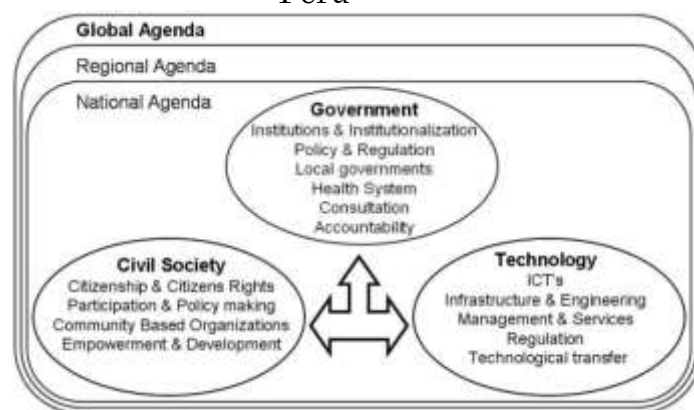 Peru
Global Agenda
Regional Agenda
National Agenda
Government
Institutions & Institutionalization
Policy & Regulation
Local governments
Health System
Consultation
Accountability
Civil Society
Citizenship & Citizens Rights
Participation & Policy making
Community Based Organizations
Empowerment & Development
Technology
ICT's
Infrastructure & Engineering
Management & Services
Regulation
Technological transfer